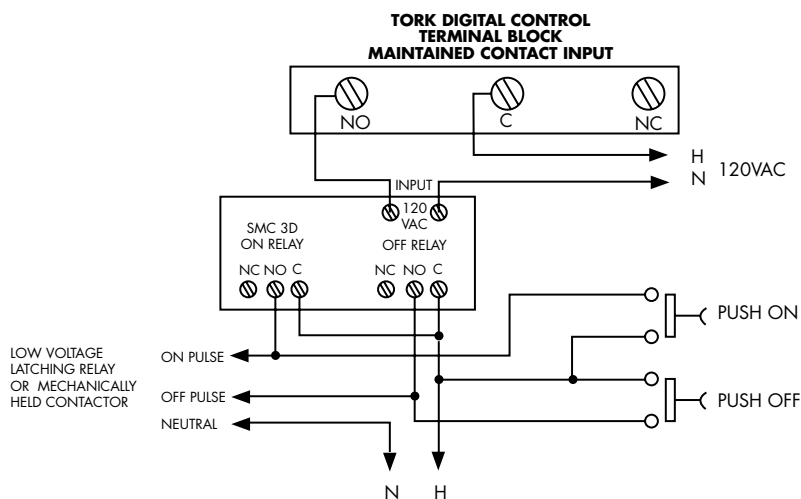 TORK DIGITAL CONTROL
TERMINAL BLOCK
MAINTAINED CONTACT INPUT
NO
C
NC
H
N
120VAC
INPUT
120
VAC
SMC 3D
ON RELAY
OFF RELAY
NC NO C
NC NO C
PUSH ON
LOW VOLTAGE
LATCHING RELAY
OR MECHANICALLY
HELD CONTACTOR
ON PULSE
OFF PULSE
NEUTRAL
PUSH OFF
N
H